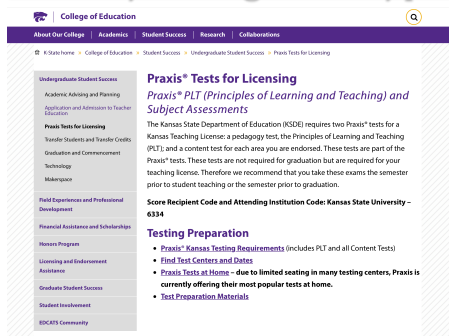 College of Education
About Our College | Academics | Student Success | Research | Collaborations
K-State home » College of Education » Student Success » Undergraduate Student Success » Praxis Tests for Licensing
Undergraduate Student Success
Academic Advising and Planning
Application and Admission to Teacher
Education
Praxis Tests for Licensing
Transfer Students and Transfer Credits
Graduation and Commencement
Technology
Makerspace
Field Experiences and Professional
Development
Financial Assistance and Scholarships
Honors Program
Licensing and Endorsement
Assistance
Graduate Student Success
Student Involvement
EDCATS Community
Praxis® Tests for Licensing
Praxis® PLT (Principles of Learning and Teaching) and
Subject Assessments
The Kansas State Department of Education (KSDE) requires two Praxis® tests for a
Kansas Teaching License: a pedagogy test, the Principles of Learning and Teaching
(PLT); and a content test for each area you are endorsed. These tests are part of the
Praxis® tests. These tests are not required for graduation but are required for your
teaching license. Therefore we recommend that you take these exams the semester
prior to student teaching or the semester prior to graduation.
Score Recipient Code and Attending Institution Code: Kansas State University –
6334
Testing Preparation
• Praxis® Kansas Testing Requirements (includes PLT and all Content Tests)
• Find Test Centers and Dates
• Praxis Tests at Home – due to limited seating in many testing centers, Praxis is
currently offering their most popular tests at home.
• Test Preparation Materials